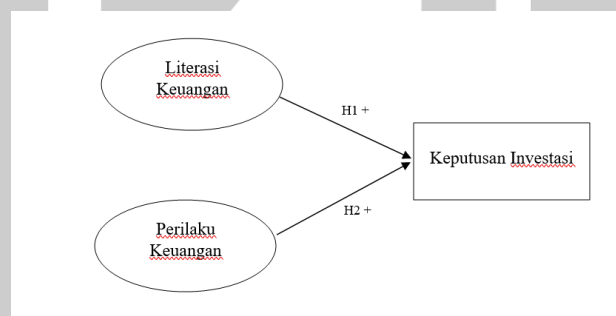 Literasi
Keuangan
H1 +
Keputusan Investasi
H2 +
Perilaku
Keuangan